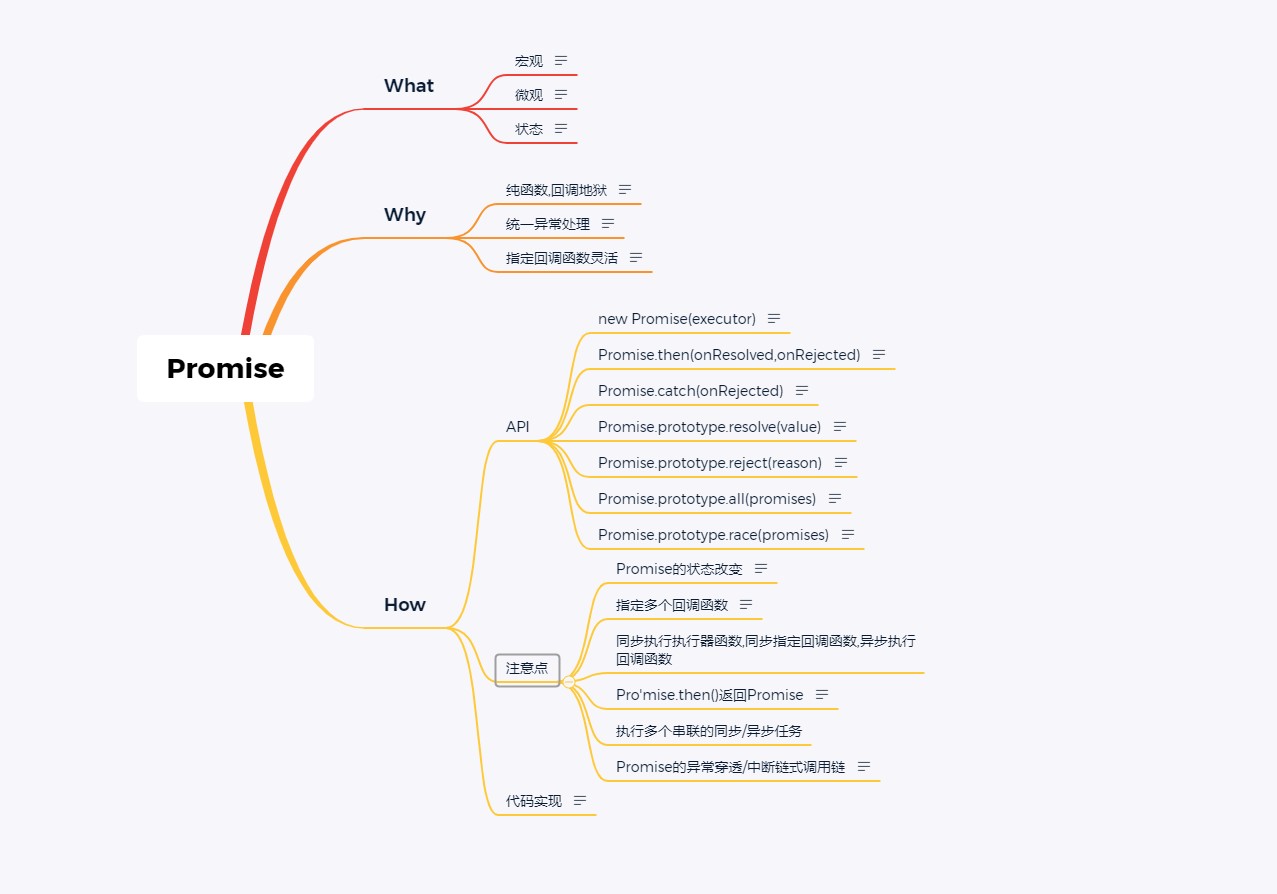 Promise
What
宏观
微观
状态
Why
纯函数,回调地狱
统一异常处理
指定回调函数灵活
How
API
new Promise(executor)
Promise.then(onResolved,onRejected)
Promise.catch(onRejected)
Promise.prototype.resolve(value)
Promise.prototype.reject(reason)
Promise.prototype.all(promises)
Promise.prototype.race(promises)
注意点
Promise的状态改变
指定多个回调函数
同步执行执行器函数,同步指定回调函数,异步执行
回调函数
Pro'mise.then()返回Promise
执行多个串联的同步/异步任务
Promise的异常穿透/中断链式调用链
代码实现